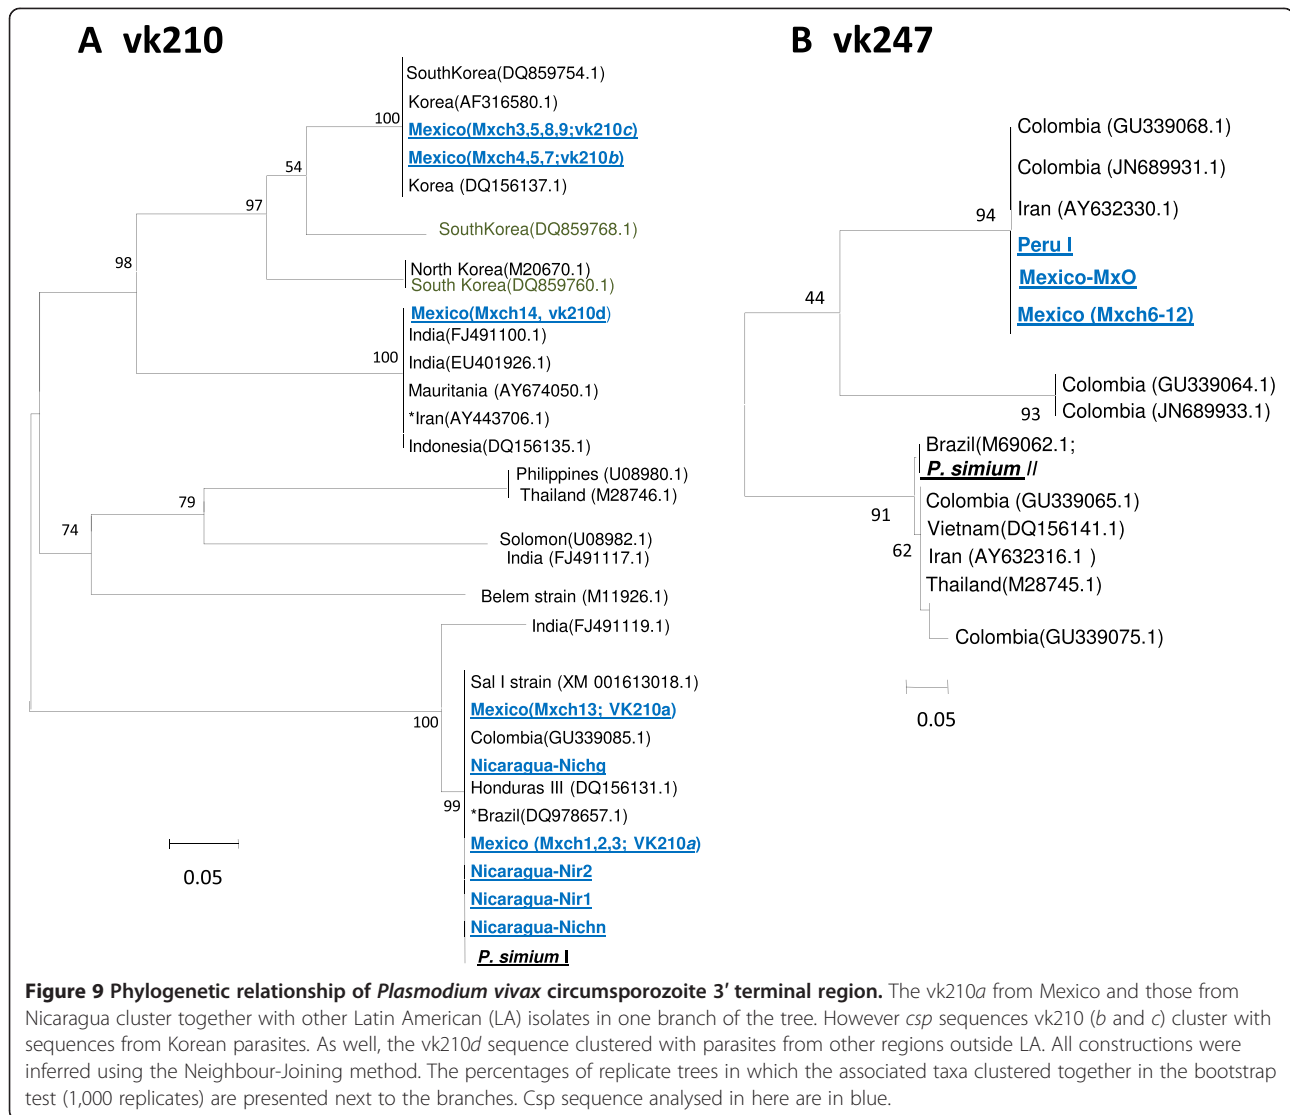 A vk210
SouthKorea(DQ859754.1)
Korea(AF316580.1)
100
Mexico(Mxch3,5,8,9;vk210c)
Mexico(Mxch4,5,7;vk210b)
54
Korea (DQ156137.1)
97
SouthKorea(DQ859768.1)
98
North Korea(M20670.1)
South Korea(DQ859760.1)
Mexico(Mxch14, vk210d)
India(FJ491100.1)
100
India(EU401926.1)
Mauritania (AY674050.1)
*Iran(AY443706.1)
Indonesia(DQ156135.1)
Philippines (U08980.1)
79
Thailand (M28746.1)
74
Solomon(U08982.1)
India (FJ491117.1)
Belem strain (M11926.1)
India(FJ491119.1)
Sal I strain (XM 001613018.1)
Mexico(Mxch13; VK210a)
100
Colombia(GU339085.1)
Nicaragua-Nichg
Honduras III (DQ156131.1)
99
*Brazil(DQ978657.1)
Mexico (Mxch1,2,3; VK210a)
Nicaragua-Nir2
Nicaragua-Nir1
Nicaragua-Nichn
P. simium I
0.05
B vk247
Colombia (GU339068.1)
Colombia (JN689931.1)
94
Iran (AY632330.1)
Peru I
Mexico-MxO
44
Mexico (Mxch6-12)
Colombia (GU339064.1)
93
Colombia (JN689933.1)
Brazil(M69062.1;
P. simium II
Colombia (GU339065.1)
91
Vietnam(DQ156141.1)
62
Iran (AY632316.1 )
Thailand(M28745.1)
Colombia(GU339075.1)
0.05
Figure 9 Phylogenetic relationship of Plasmodium vivax circumsporozoite 3′ terminal region. The vk210a from Mexico and those from
Nicaragua cluster together with other Latin American (LA) isolates in one branch of the tree. However csp sequences vk210 (b and c) cluster with
sequences from Korean parasites. As well, the vk210d sequence clustered with parasites from other regions outside LA. All constructions were
inferred using the Neighbour-Joining method. The percentages of replicate trees in which the associated taxa clustered together in the bootstrap
test (1,000 replicates) are presented next to the branches. Csp sequence analysed in here are in blue.